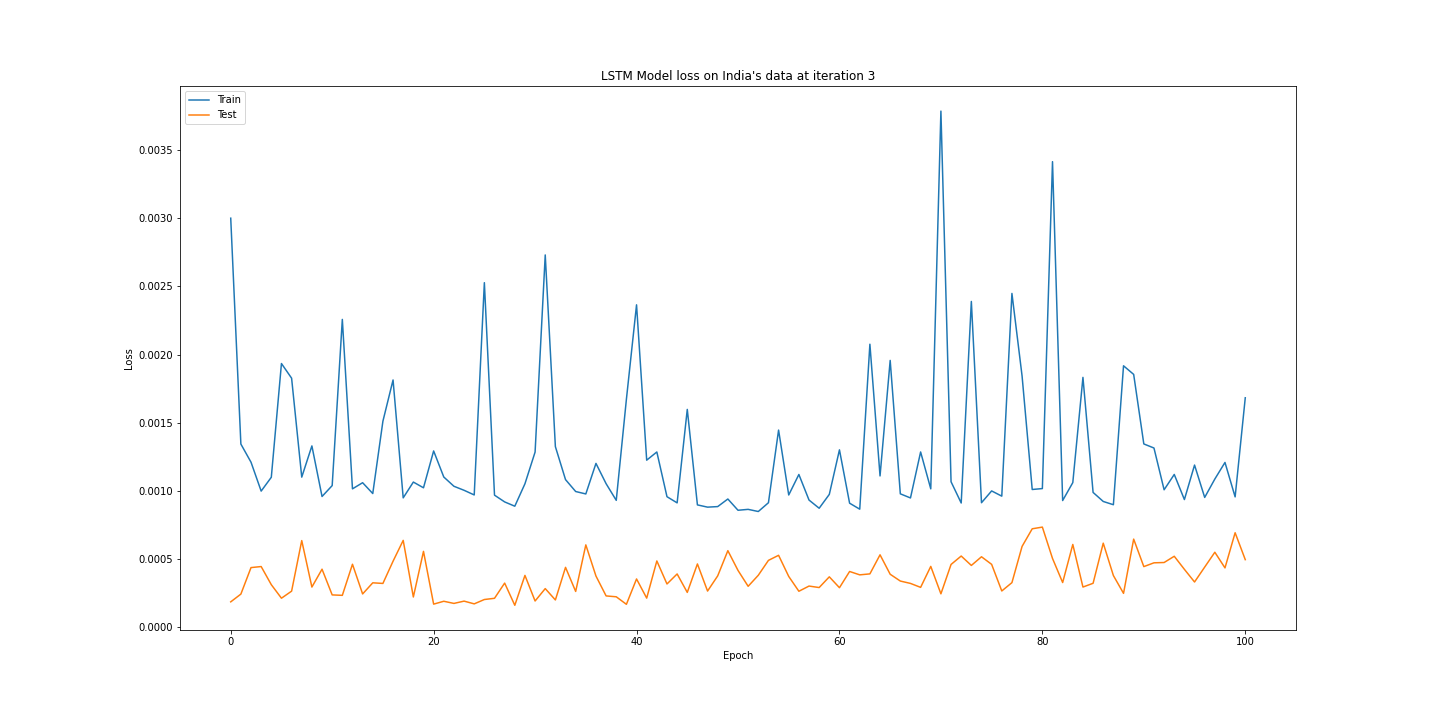 LSTM Model loss on India's data at iteration 3
Train
Test
0.0035
0.0030
0.0025
0.0020
0.0015
0.0010
0.0005
0.0000
Loss
0 20 40 60 80 100
Epoch